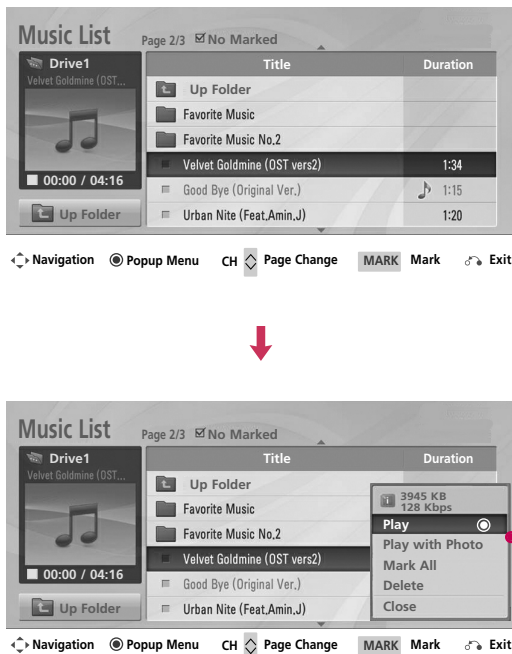 Music List Page 2/3 No Marked
Drive1
Velvet Goldmine (OST...
00:00 / 04:16
Up Folder
Title Duration
Up Folder
Favorite Music
Favorite Music No.2
Velvet Goldmine (OST vers2) 1:34
Good Bye (Original Ver.) 1:15
Urban Nite (Feat.Amin.J) 1:20
Navigation Popup Menu CH Page Change MARK Mark Exit
Music List Page 2/3 No Marked
Drive1
Velvet Goldmine (OST...
00:00 / 04:16
Up Folder
Title Duration
Up Folder
Favorite Music
Favorite Music No.2
Velvet Goldmine (OST vers2)
Good Bye (Original Ver.)
Urban Nite (Feat.Amin.J)
3945 KB
128 Kbps
Play
Play with Photo
Mark All
Delete
Close
Navigation Popup Menu CH Page Change MARK Mark Exit